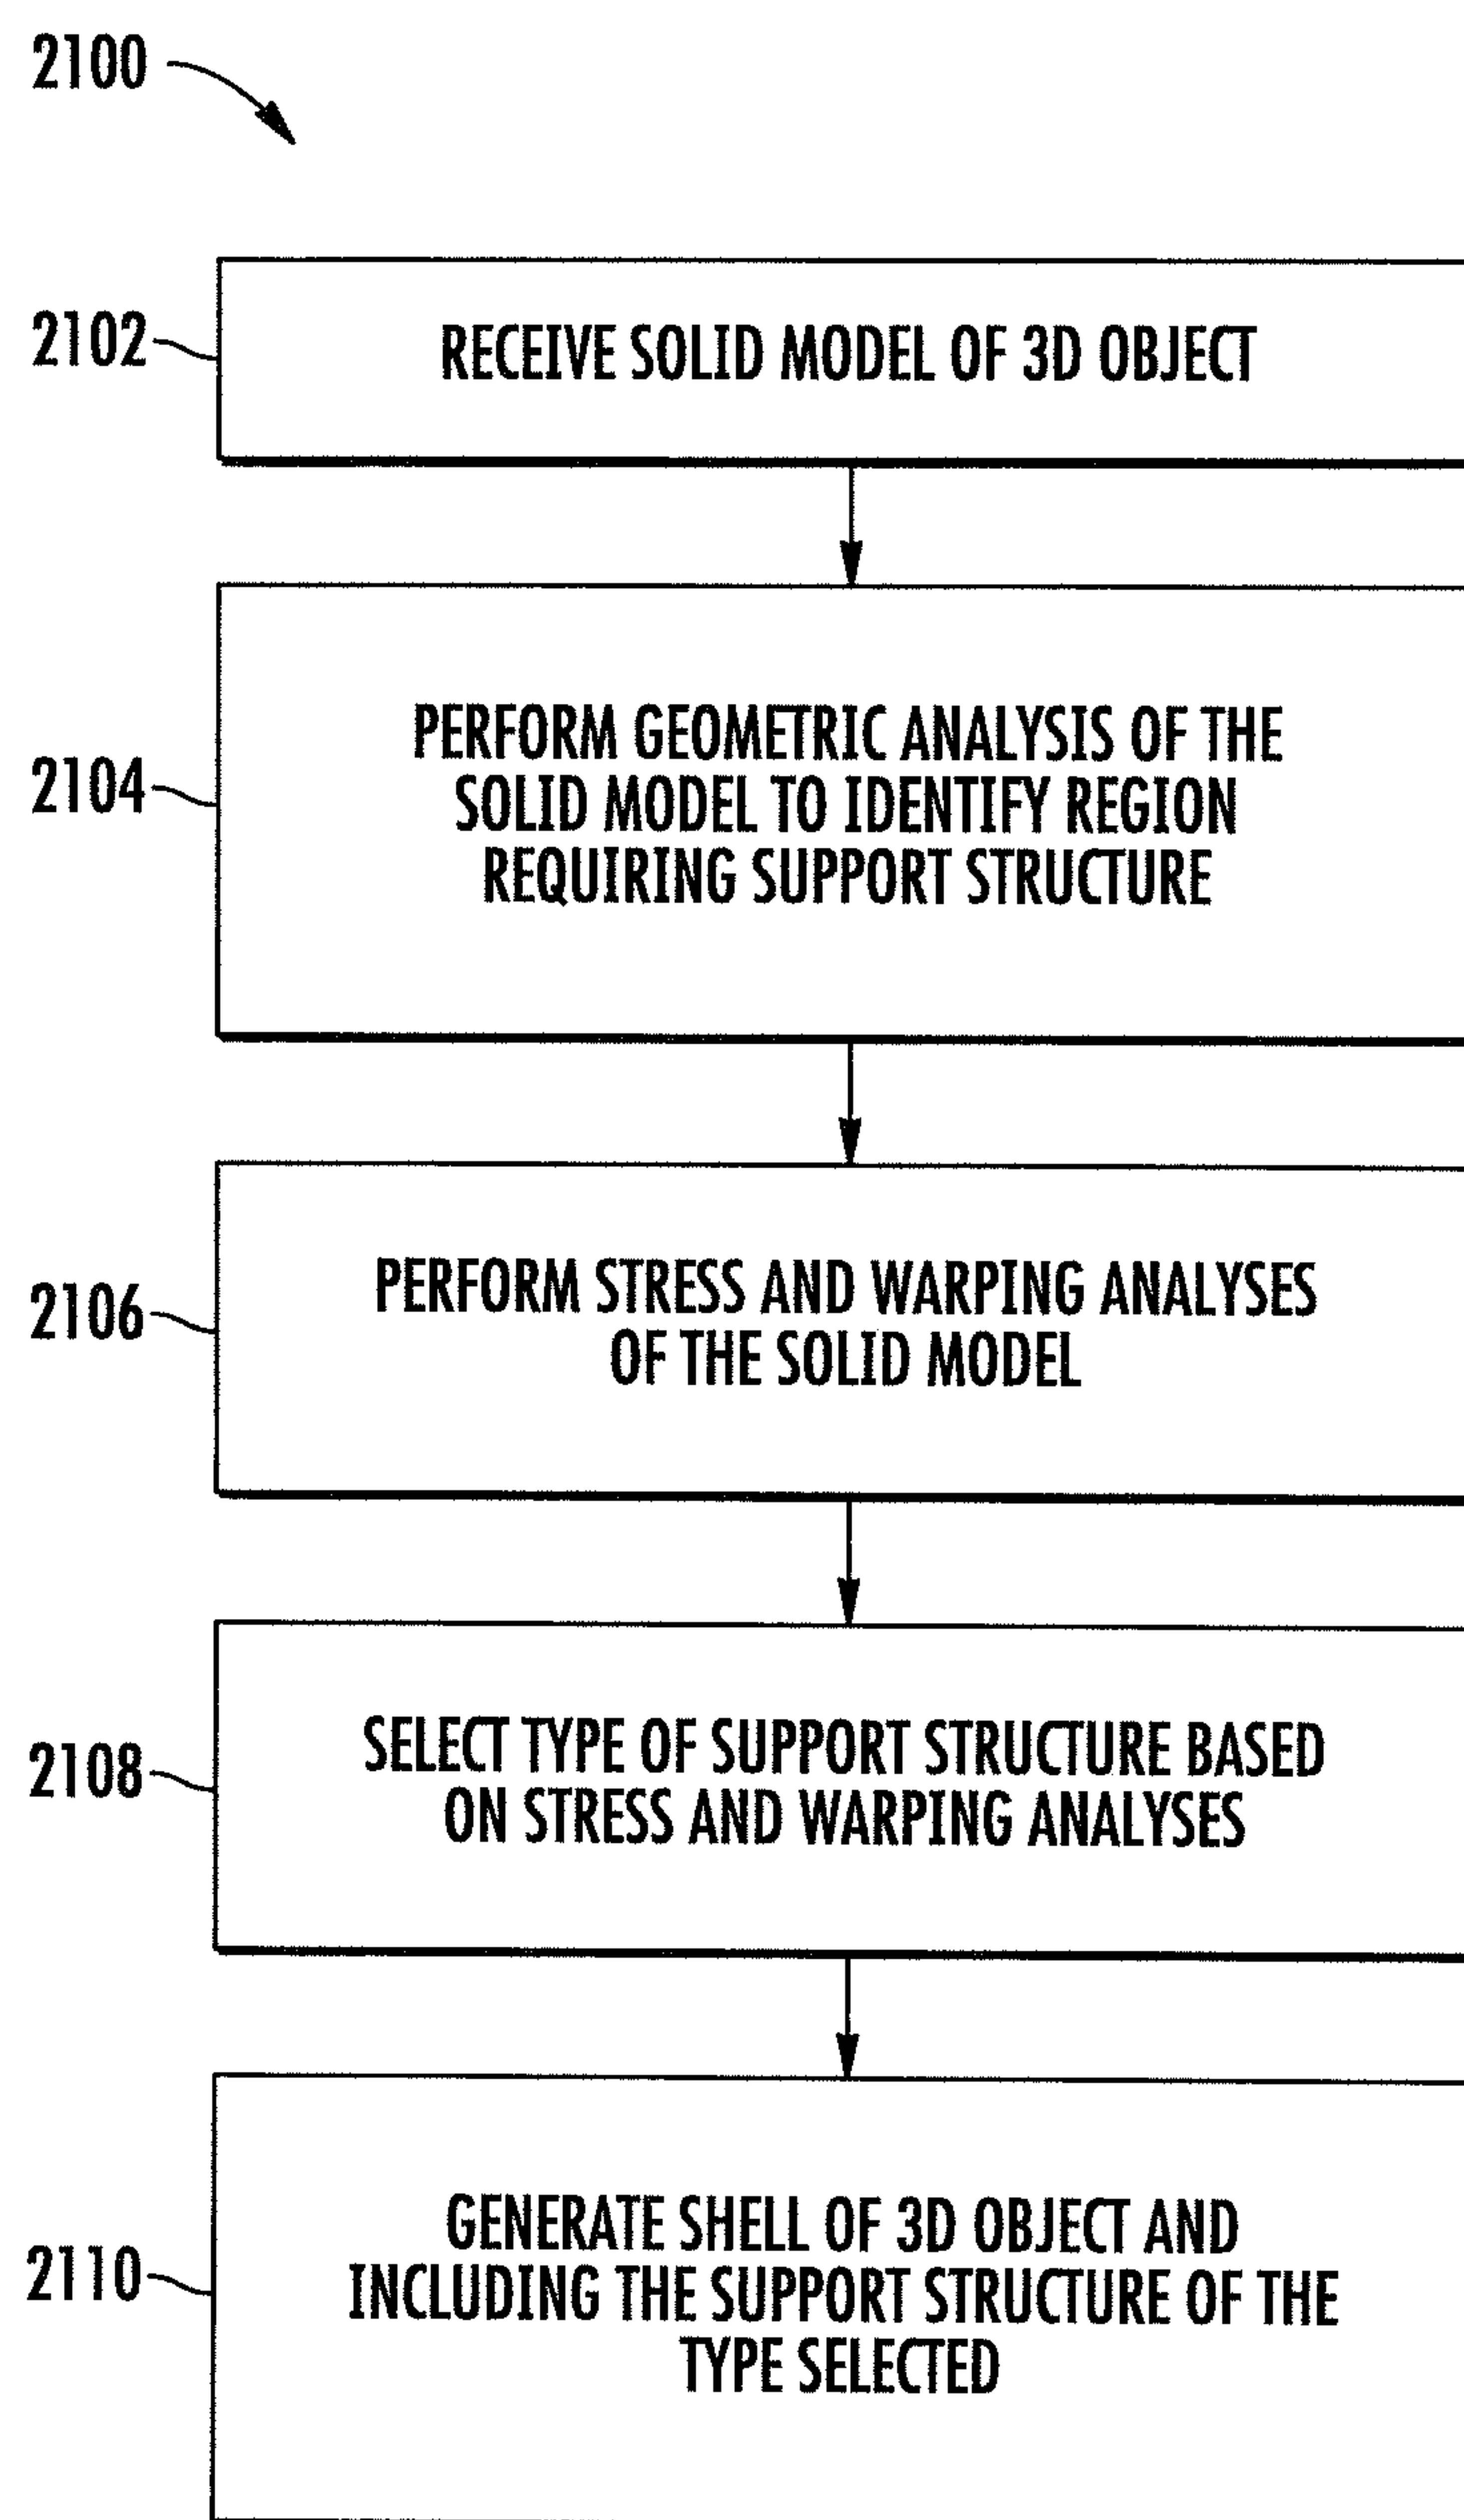 2100
2102
RECEIVE SOLID MODEL OF 3D OBJECT
2104
PERFORM GEOMETRIC ANALYSIS OF THE
SOLID MODEL TO IDENTIFY REGION
REQUIRING SUPPORT STRUCTURE
2106
PERFORM STRESS AND WARPING ANALYSES
OF THE SOLID MODEL
2108
SELECT TYPE OF SUPPORT STRUCTURE BASED
ON STRESS AND WARPING ANALYSES
2110
GENERATE SHELL OF 3D OBJECT AND
INCLUDING THE SUPPORT STRUCTURE OF THE
TYPE SELECTED